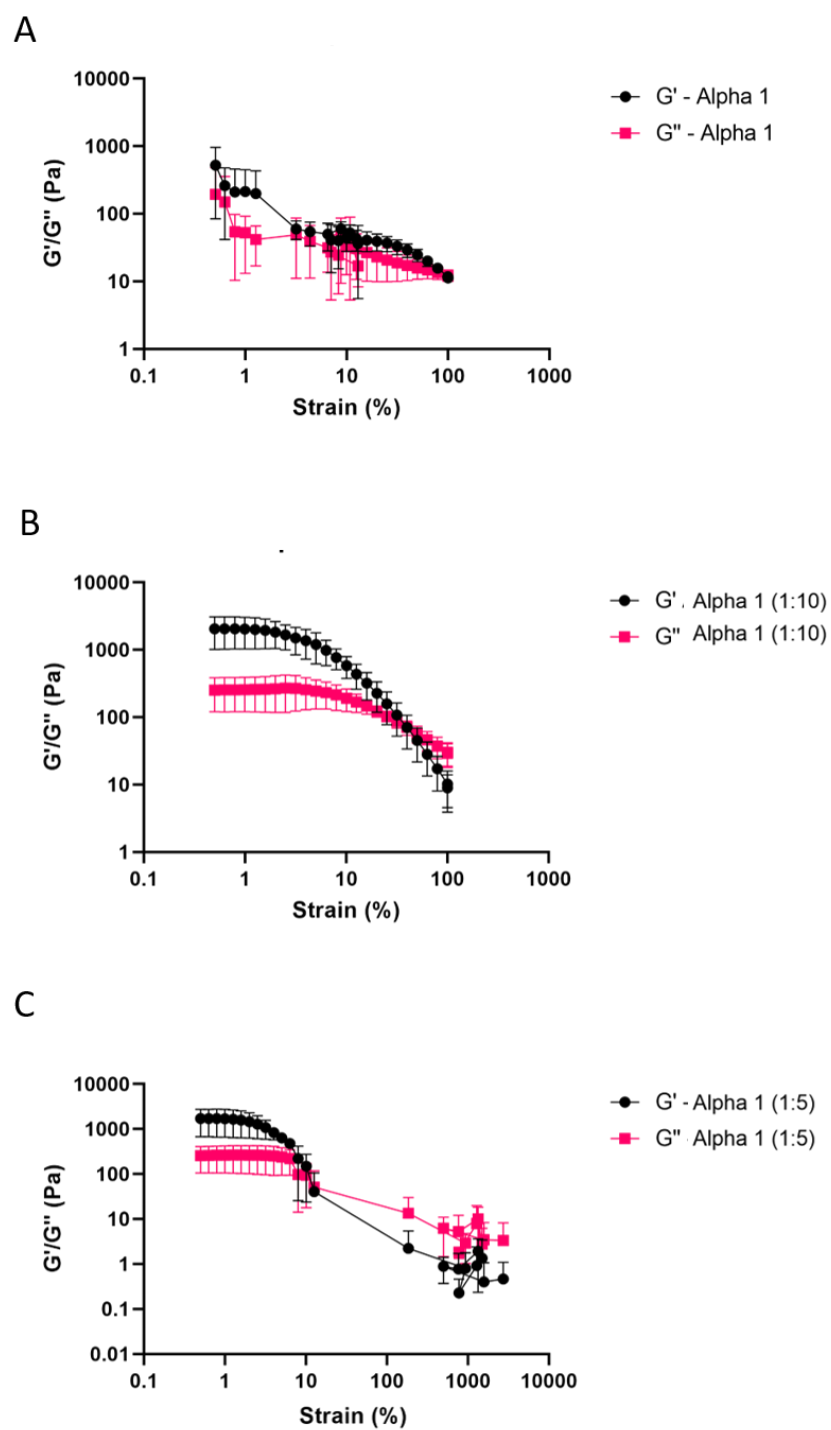 A
G' - Alpha 1
G" - Alpha 1
10000
1000
100
10
1
G'/G" (Pa)
0.1 1 10 100 1000
Strain (%)
B
G' . Alpha 1 (1:10)
G" Alpha 1 (1:10)
10000
1000
100
10
1
G'/G" (Pa)
0.1 1 10 100 1000
Strain (%)
C
G' - Alpha 1 (1:5)
G" Alpha 1 (1:5)
10000
1000
100
10
1
0.1
0.01
G'/G" (Pa)
0.1 1 10 100 1000 10000
Strain (%)